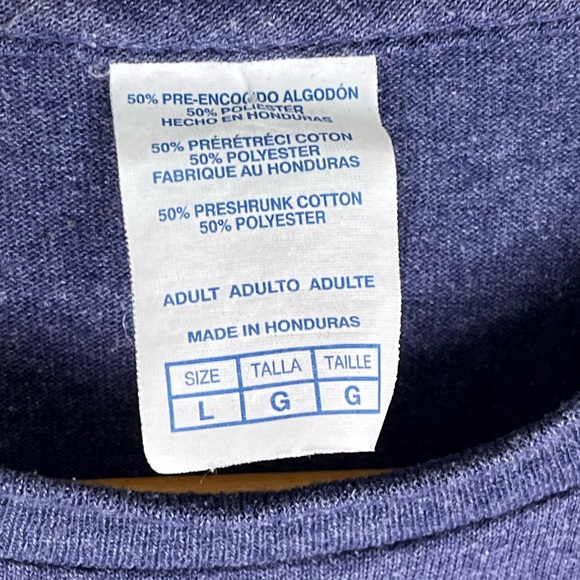 50% PRE-ENCOGIDO ALGODÓN
50% POLIESTER
HECHO EN HONDURAS
50% PRÉRÉTRÉCI COTON
50% POLYESTER
FABRIQUE AU HONDURAS
50% PRESHRUNK COTTON
50% POLYESTER
ADULT ADULTO ADULTE
MADE IN HONDURAS
SIZE TALLA TAILLE
L G G